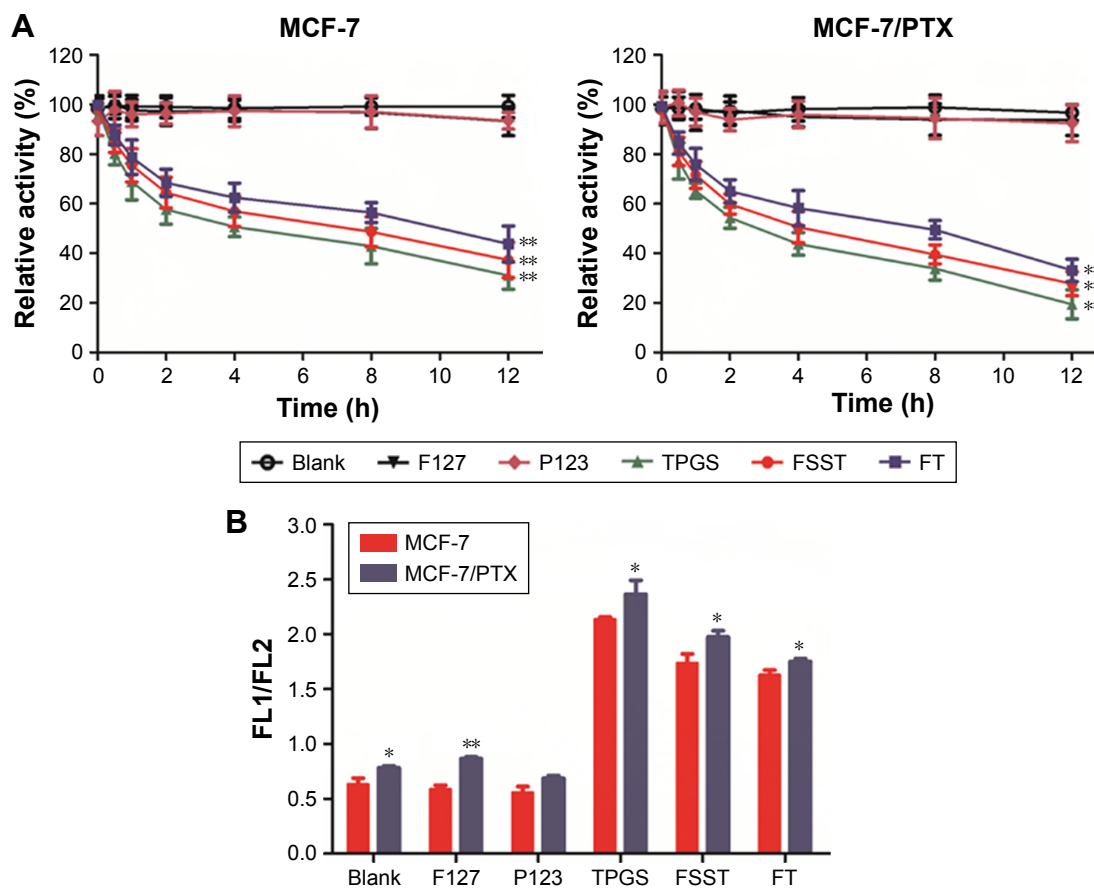 A
MCF-7
MCF-7/PTX
Relative activity (%)
120
100
80
60
40
20
0
0 2 4 6 8 10 12
Time (h)
**
**
**
Relative activity (%)
120
100
80
60
40
20
0
0 2 4 6 8 10 12
Time (h)
Blank F127 P123 TPGS FSST FT
B
FL1/FL2
3.0
2.5
2.0
1.5
1.0
0.5
0.0
MCF-7
MCF-7/PTX
* ** * * *
Blank F127 P123 TPGS FSST FT